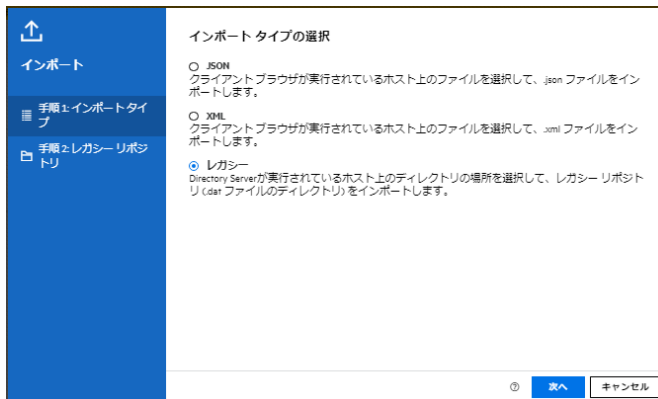 インポート タイプの選択
インポート
JSON
クライアント ブラウザが実行されているホスト上のファイルを選択して、.json ファイルをイン
ポートします。
XML
クライアント ブラウザが実行されているホスト上のファイルを選択して、.xml ファイルをイン
ポートします。
レガシー
Directory Serverが実行されているホスト上のディレクトリの場所を選択して、レガシー リポジト
リ (.dat ファイルのディレクトリ) をインポートします。
手順1: インポート タイ
プ
手順2: レガシー リポジ
トリ
次へ
キャンセル